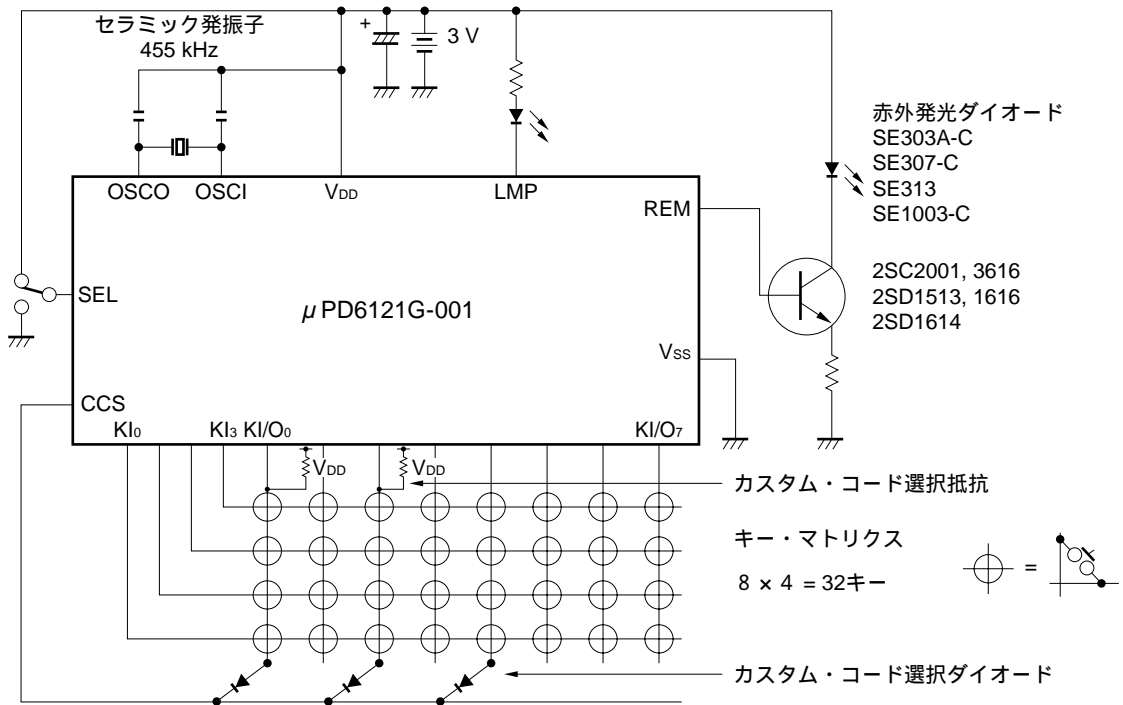 セラミック発振子
455 kHz
+
3 V
赤外発光ダイオード
SE303A-C
SE307-C
SE313
SE1003-C
OSCO
OSCI
VDD
LMP
REM
2SC2001, 3616
2SD1513, 1616
2SD1614
SEL
μPD6121G-001
VSS
CCS
KI0
KI3
KI/O0
KI/O7
VDD
VDD
カスタム・コード選択抵抗
キー・マトリクス
8 × 4 = 32キー
=
カスタム・コード選択ダイオード